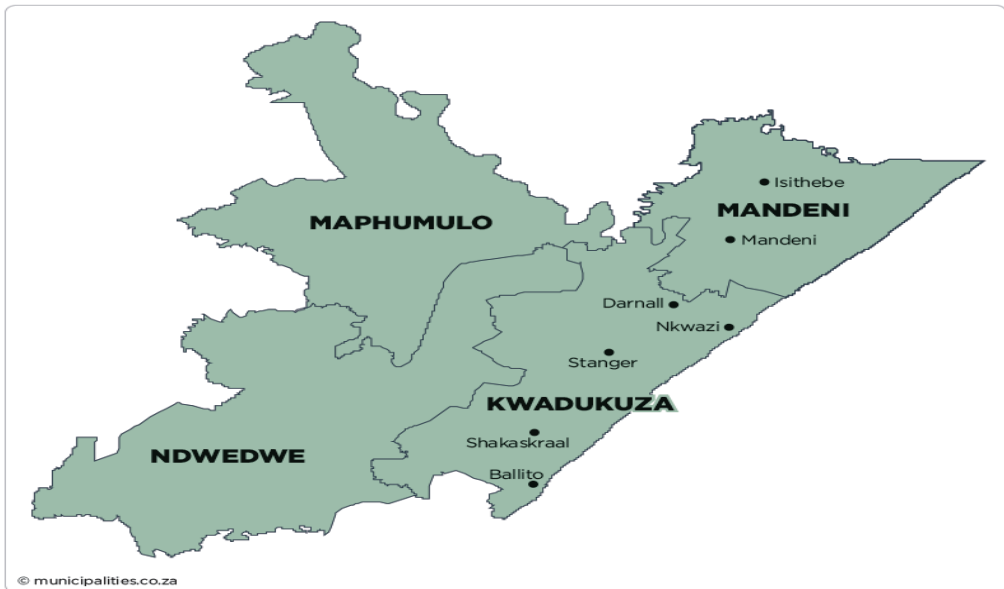 Isithebe
MANDENI
MAPHUMULO
Mandeni
Darnall
Nkwazi
Stanger
KWADUKUZA
Shakaskraal
NDWEDWE
Ballito
© municipalities.co.za